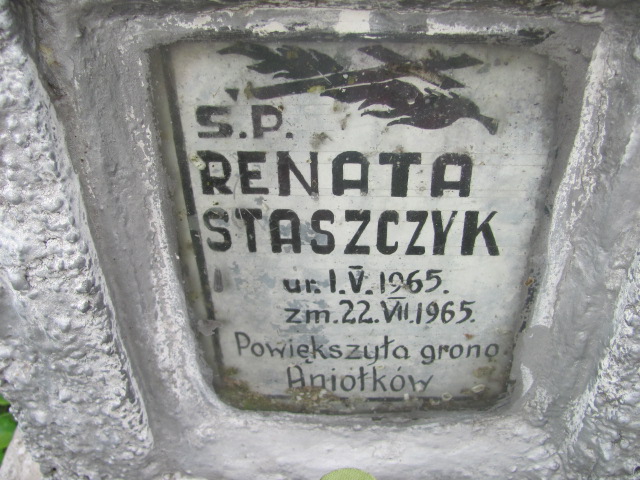 Ś.P.
RENATA
STASZCZYK
ur. 1.V.1965.
zm. 22.VII.1965.
Powiększyła grono
Aniołków